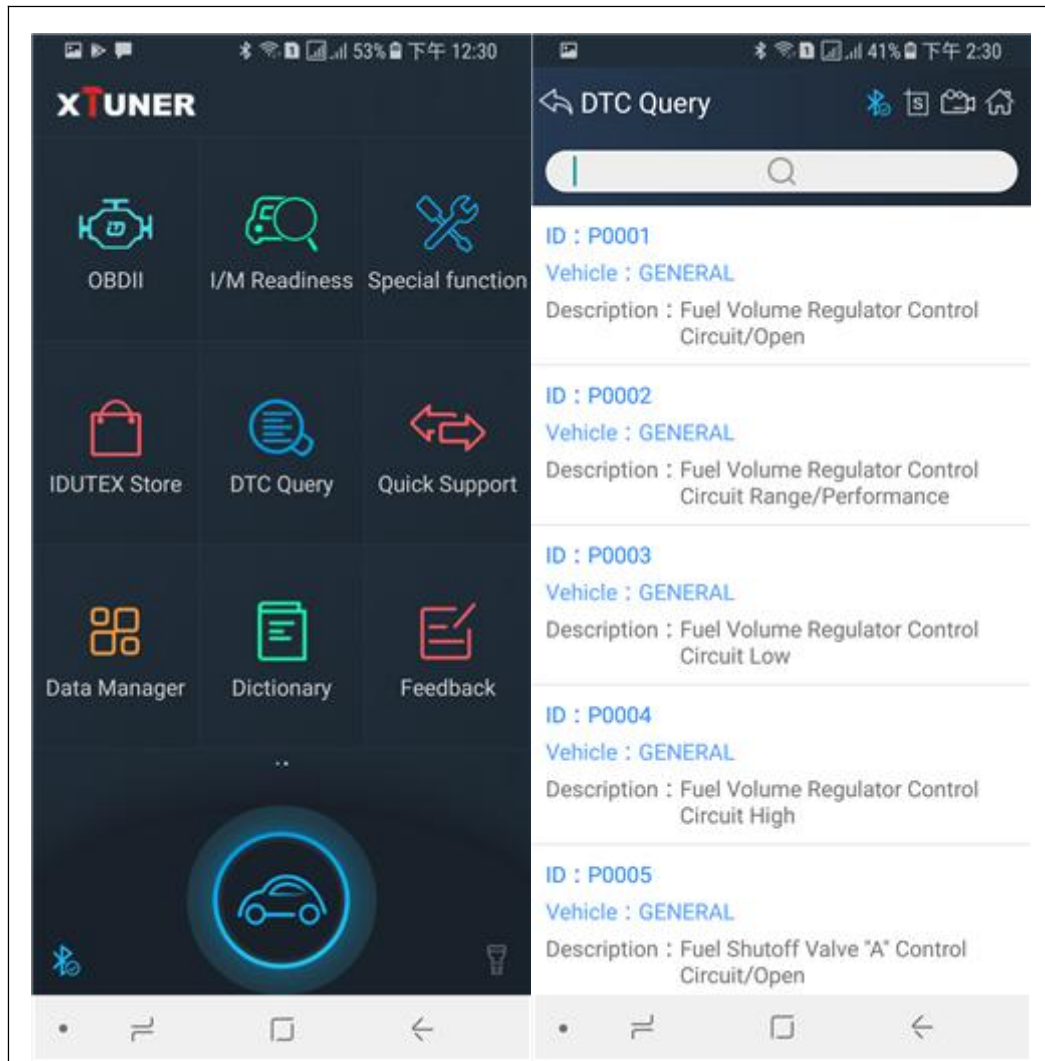 53% 下午 12:30
XTUNER
OBDII
I/M Readiness
Special function
IDUTEX Store
DTC Query
Quick Support
Data Manager
Dictionary
Feedback
41% 下午 2:30
DTC Query
ID : P0001
Vehicle : GENERAL
Description : Fuel Volume Regulator Control
Circuit/Open
ID : P0002
Vehicle : GENERAL
Description : Fuel Volume Regulator Control
Circuit Range/Performance
ID : P0003
Vehicle : GENERAL
Description : Fuel Volume Regulator Control
Circuit Low
ID : P0004
Vehicle : GENERAL
Description : Fuel Volume Regulator Control
Circuit High
ID : P0005
Vehicle : GENERAL
Description : Fuel Shutoff Valve "A" Control
Circuit/Open